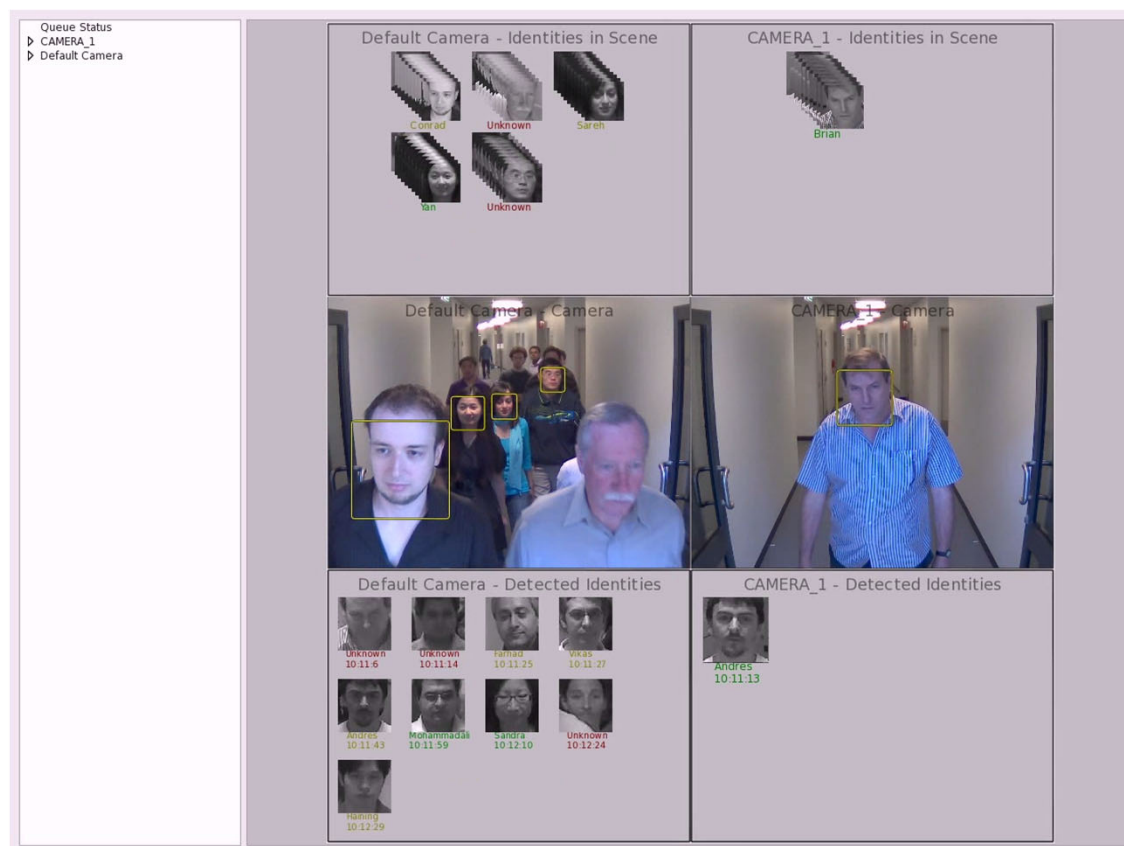 Queue Status
CAMERA_1
Default Camera
Default Camera - Identities in Scene
Conrad
Unknown
Sareh
Yan
Unknown
CAMERA_1 - Identities in Scene
Brian
Default Camera - Camera
CAMERA_1 - Camera
Default Camera - Detected Identities
Unknown
10:11:6
Unknown
10:11:14
Farhad
10:11:25
Vikas
10:11:27
Andres
10:11:43
Mohammadali
10:11:59
Sandra
10:12:10
Unknown
10:12:24
Haining
10:12:29
CAMERA_1 - Detected Identities
Andres
10:11:13